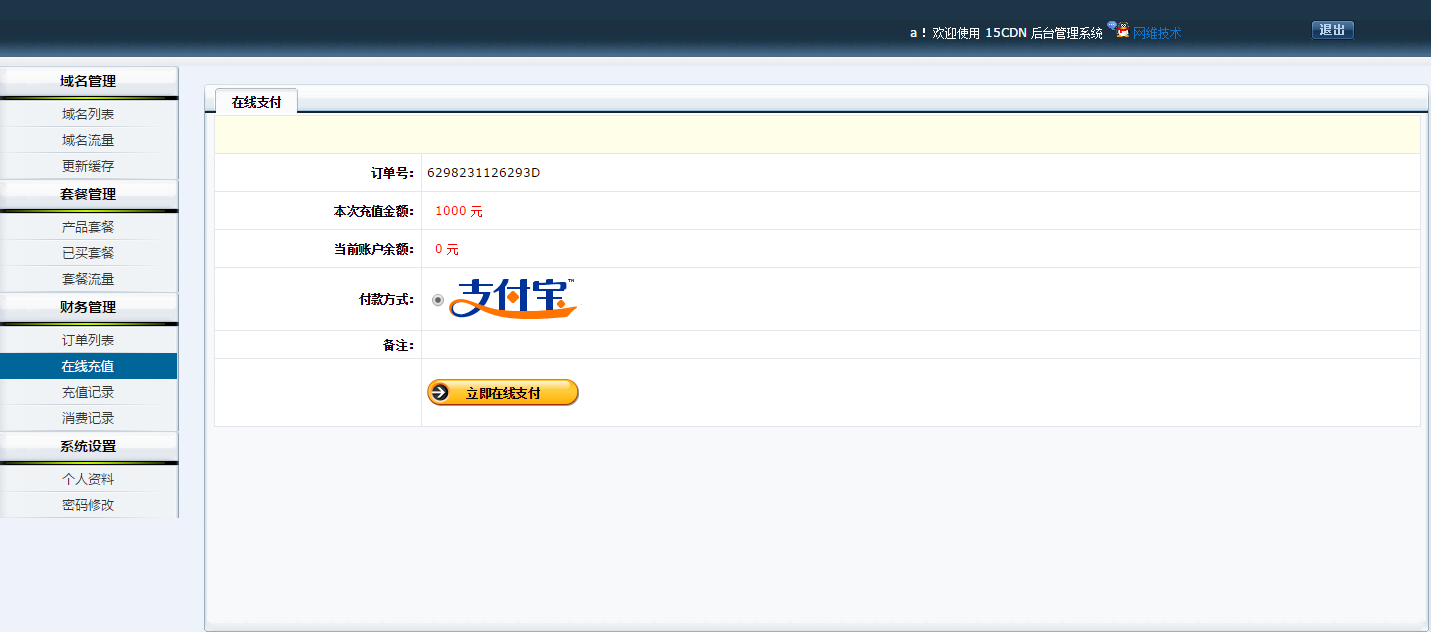 a！欢迎使用 15CDN 后台管理系统 网维技术
退出
域名管理
域名列表
域名流量
更新缓存
套餐管理
产品套餐
已买套餐
套餐流量
财务管理
订单列表
在线充值
充值记录
消费记录
系统设置
个人资料
密码修改
在线支付
订单号： 6298231126293D
本次充值金额： 1000 元
当前账户余额： 0 元
付款方式： 支付宝™
备注：
立即在线支付